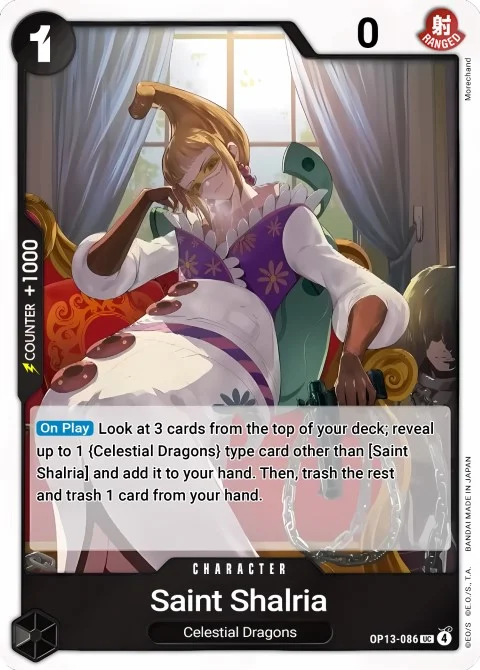 1
0
射
RANGED
Morechand
COUNTER +1000
On Play Look at 3 cards from the top of your deck; reveal
up to 1 {Celestial Dragons} type card other than [Saint
Shalria] and add it to your hand. Then, trash the rest
and trash 1 card from your hand.
CHARACTER
Saint Shalria
Celestial Dragons
OP13-086 UC 4
©EO/S ©E.O./S., T.A. BANDAI MADE IN JAPAN